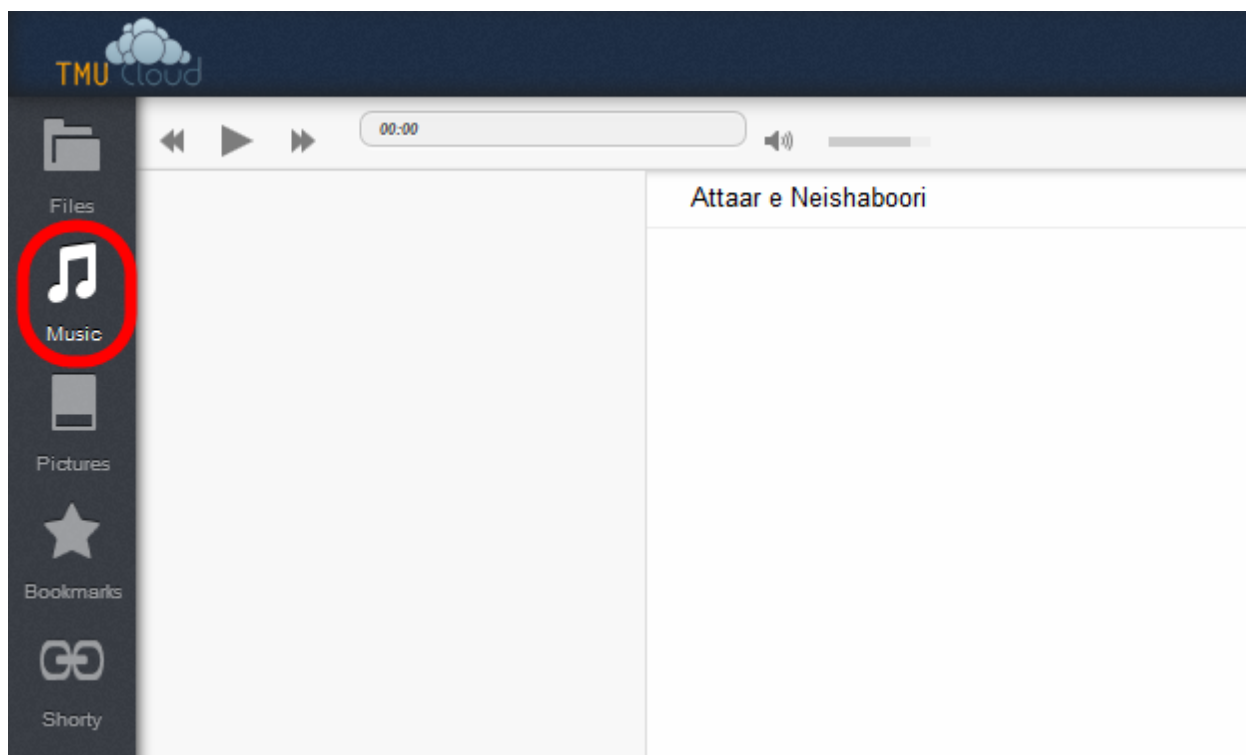 TMU Cloud
00:00
Files
Attaar e Neishaboori
Music
Pictures
Bookmarks
Shorty